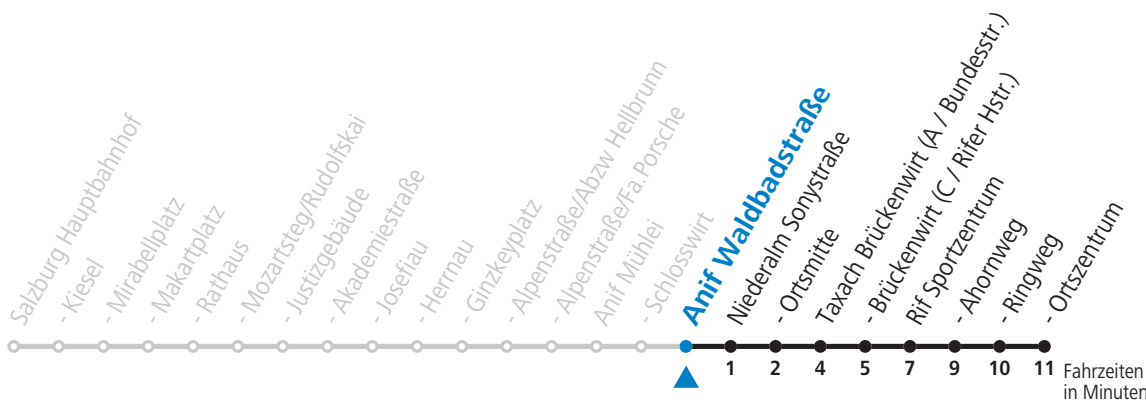 Salzburg Hauptbahnhof
- Kiesel
- Mirabellplatz
- Makartplatz
- Rathaus
- Mozartsteg/Rudolfskai
- Justizgebäude
- Akademiestraße
- Josefiau
- Herrnau
- Ginzkeyplatz
- Alpenstraße/Abzw Hellbrunn
- Alpenstraße/Fa.Porsche
Anif Mühlei
- Schlosswirt
Anif Waldbadstraße
Niederalm Sonystraße
- Ortsmitte
Taxach Brückenwirt (A / Bundesstr.)
- Brückenwirt (C / Rifer Hstr.)
Rif Sportzentrum
- Ahornweg
- Ringweg
- Ortszentrum
1 2 4 5 7 9 10 11 Fahrzeiten
in Minuten